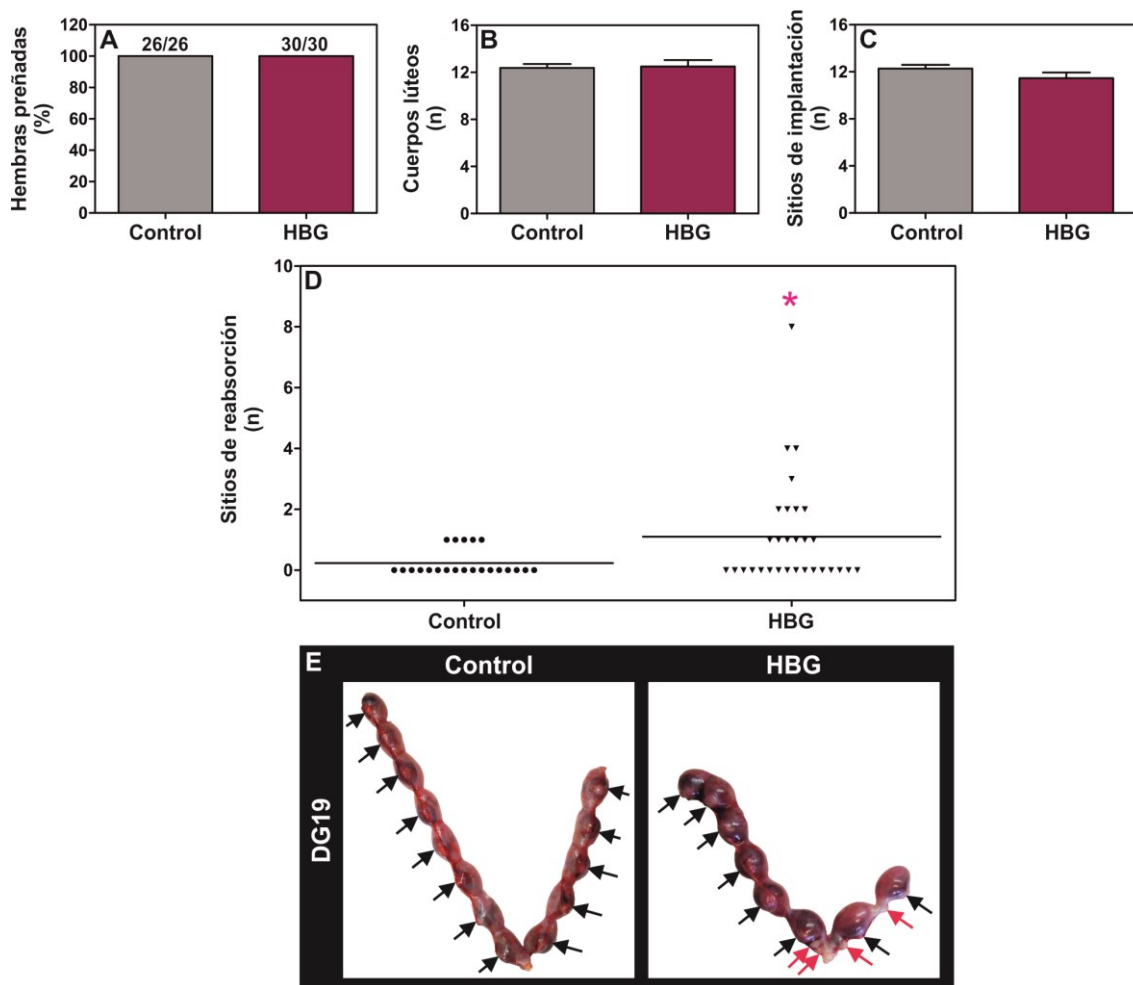 A
Hembras preñadas
(%)
120
100
80
60
40
20
0
26/26 30/30
Control HBG
B
Cuerpos lúteos
(n)
16
12
8
4
0
Control HBG
C
Sitios de implantación
(n)
16
12
8
4
0
Control HBG
D
Sitios de reabsorción
(n)
10
8
6
4
2
0
*
Control HBG
E
Control HBG
DG19